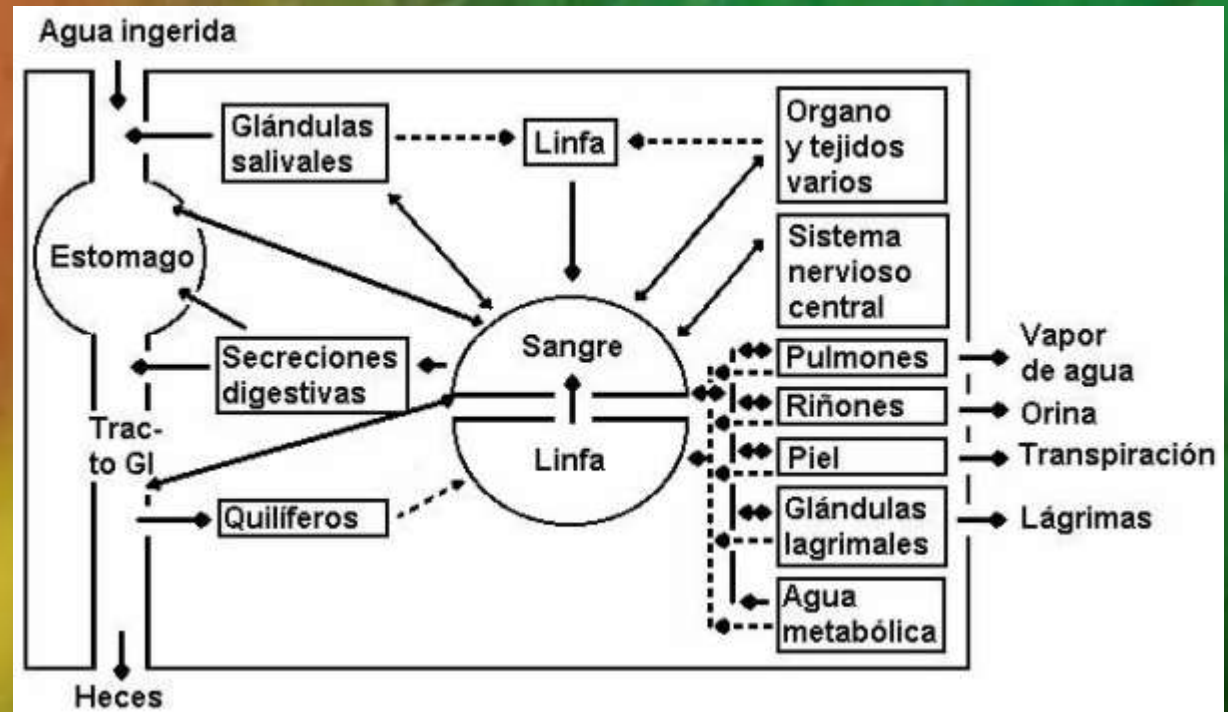 Agua ingerida
Glándulas
salivales
Linfa
Organo
y tejidos
varios
Estomago
Sistema
nervioso
central
Sangre
Secreciones
digestivas
Pulmones
Vapor
de agua
Riñones
Orina
Trac-
to GI
Linfa
Piel
Transpiración
Quilíferos
Glándulas
lagrimales
Lágrimas
Agua
metabólica
Heces